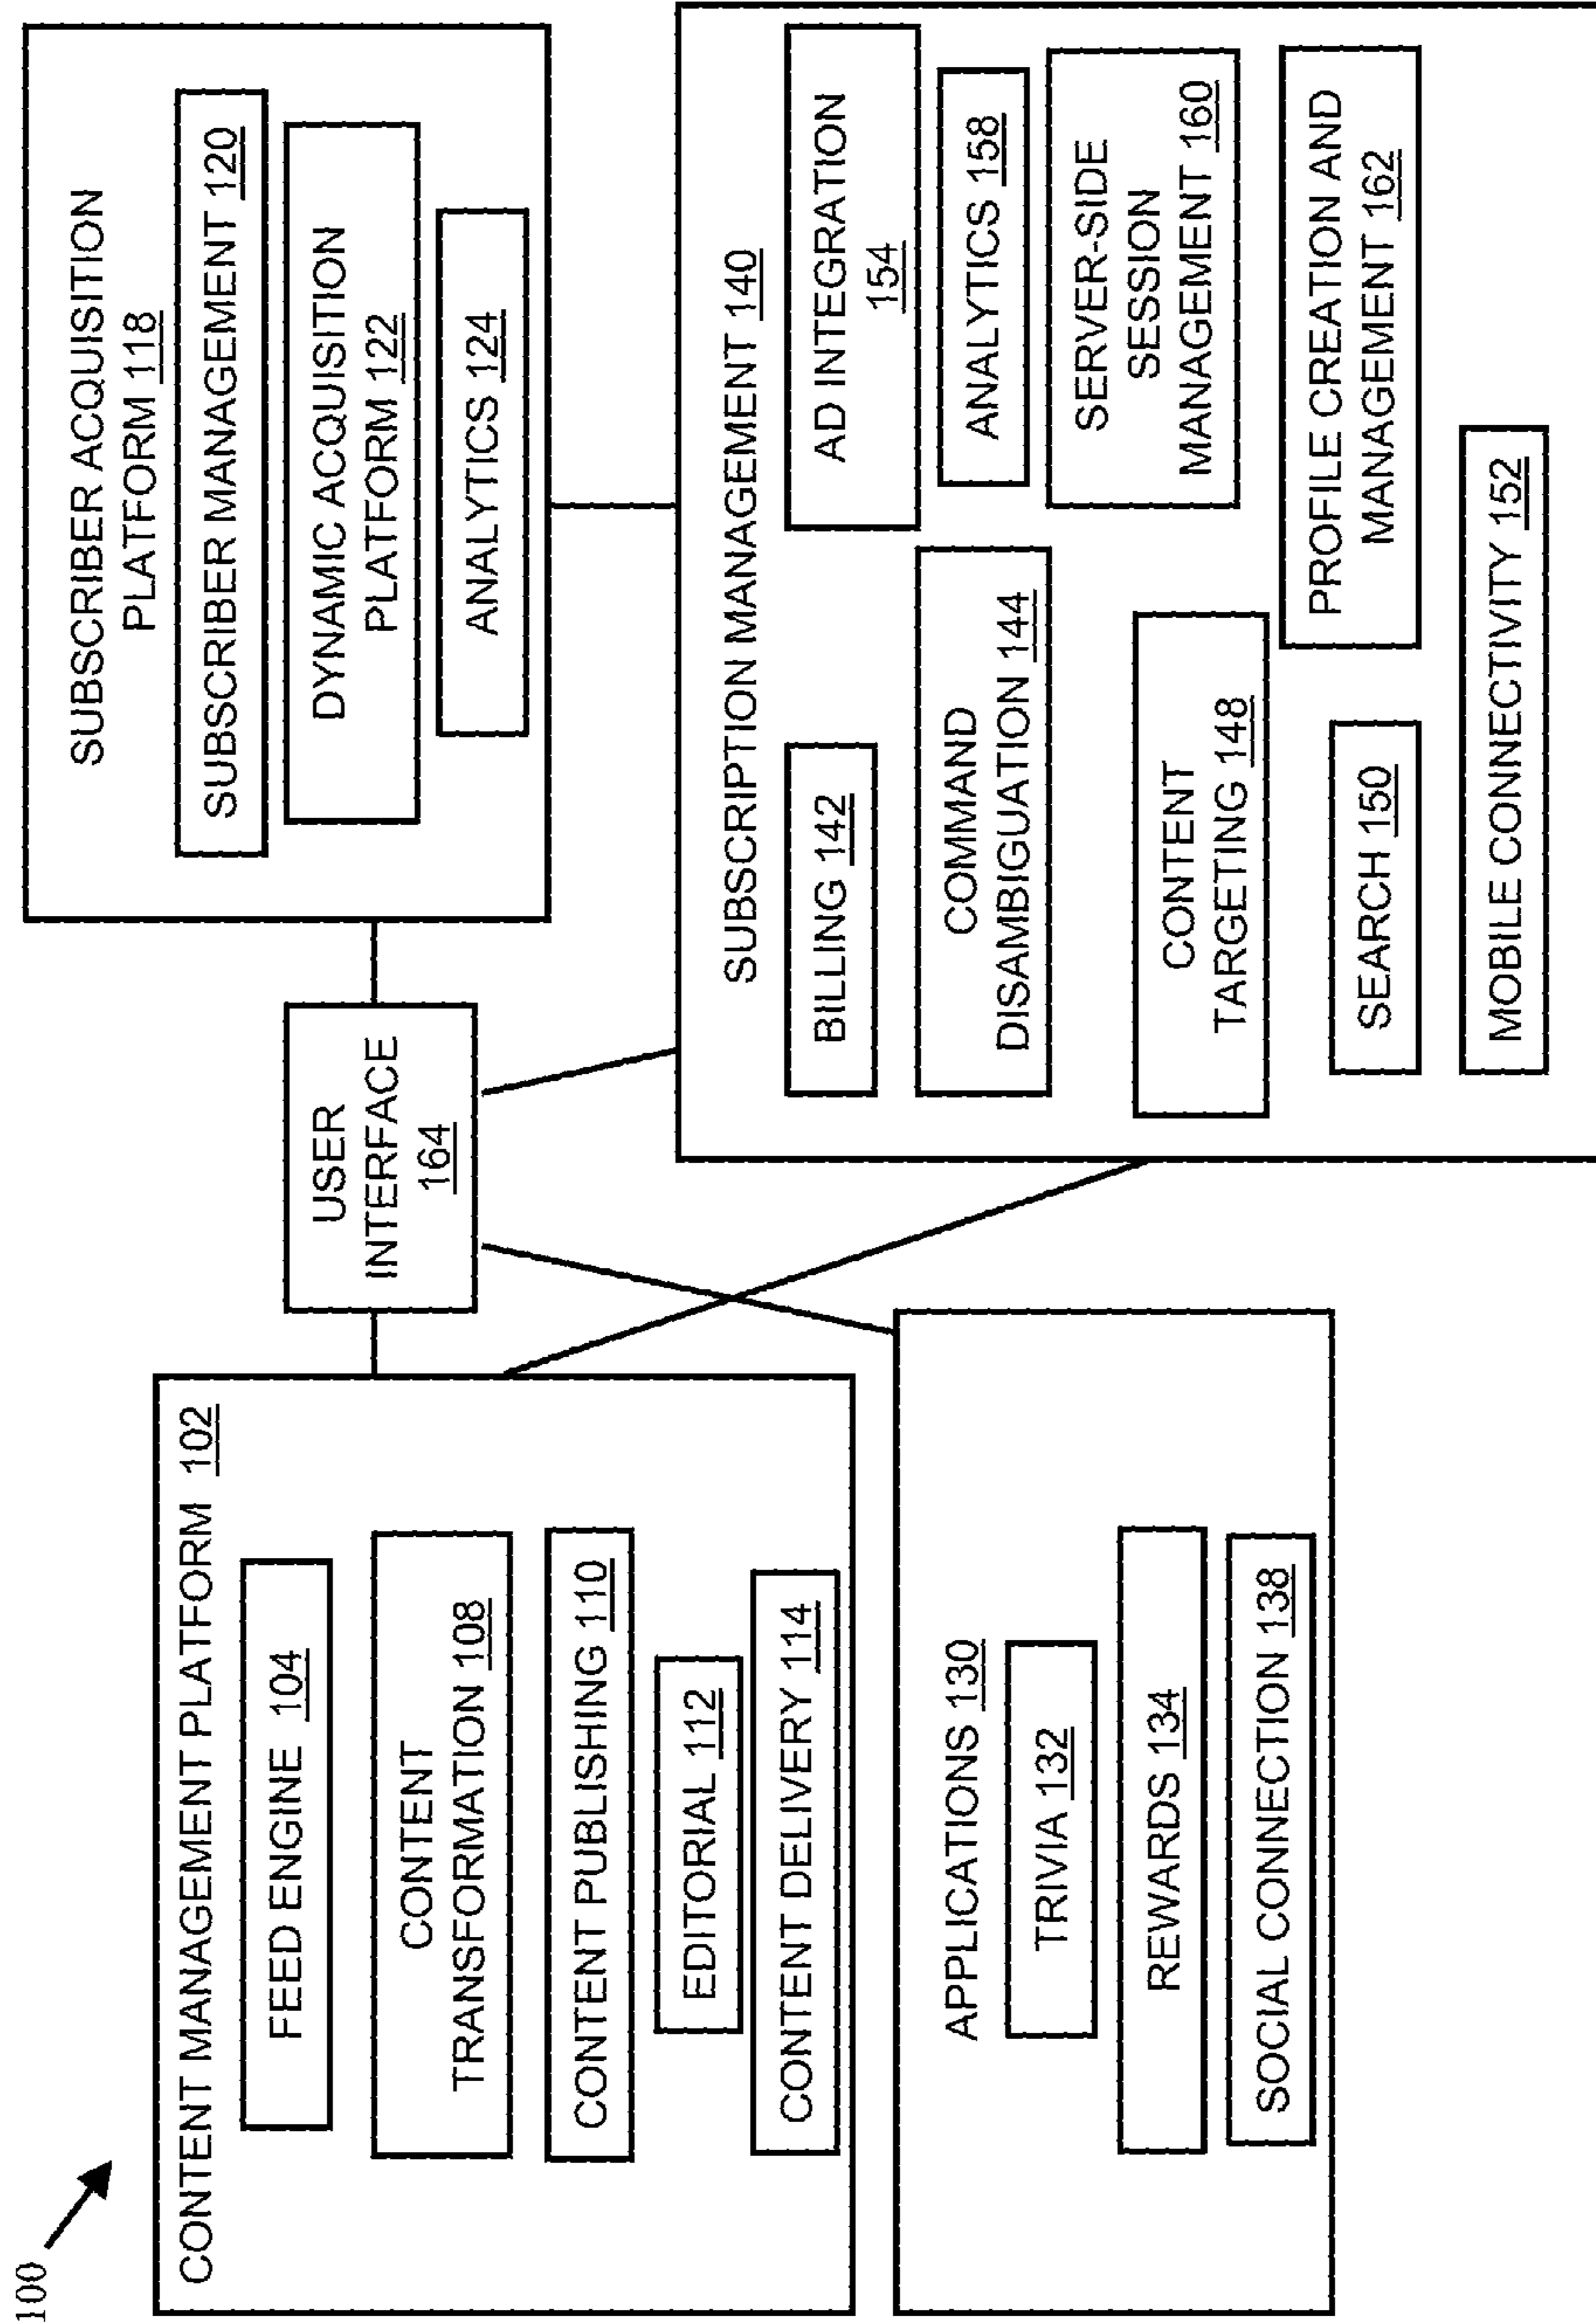 100
CONTENT MANAGEMENT PLATFORM 102
FEED ENGINE 104
CONTENT
TRANSFORMATION 108
CONTENT PUBLISHING 110
EDITORIAL 112
CONTENT DELIVERY 114
APPLICATIONS 130
TRIVIA 132
REWARDS 134
SOCIAL CONNECTION 138
USER
INTERFACE
164
SUBSCRIBER ACQUISITION
PLATFORM 118
SUBSCRIBER MANAGEMENT 120
DYNAMIC ACQUISITION
PLATFORM 122
ANALYTICS 124
SUBSCRIPTION MANAGEMENT 140
BILLING 142
COMMAND
DISAMBIGUATION 144
CONTENT
TARGETING 148
SEARCH 150
MOBILE CONNECTIVITY 152
AD INTEGRATION
154
ANALYTICS 158
SERVER-SIDE
SESSION
MANAGEMENT 160
PROFILE CREATION AND
MANAGEMENT 162